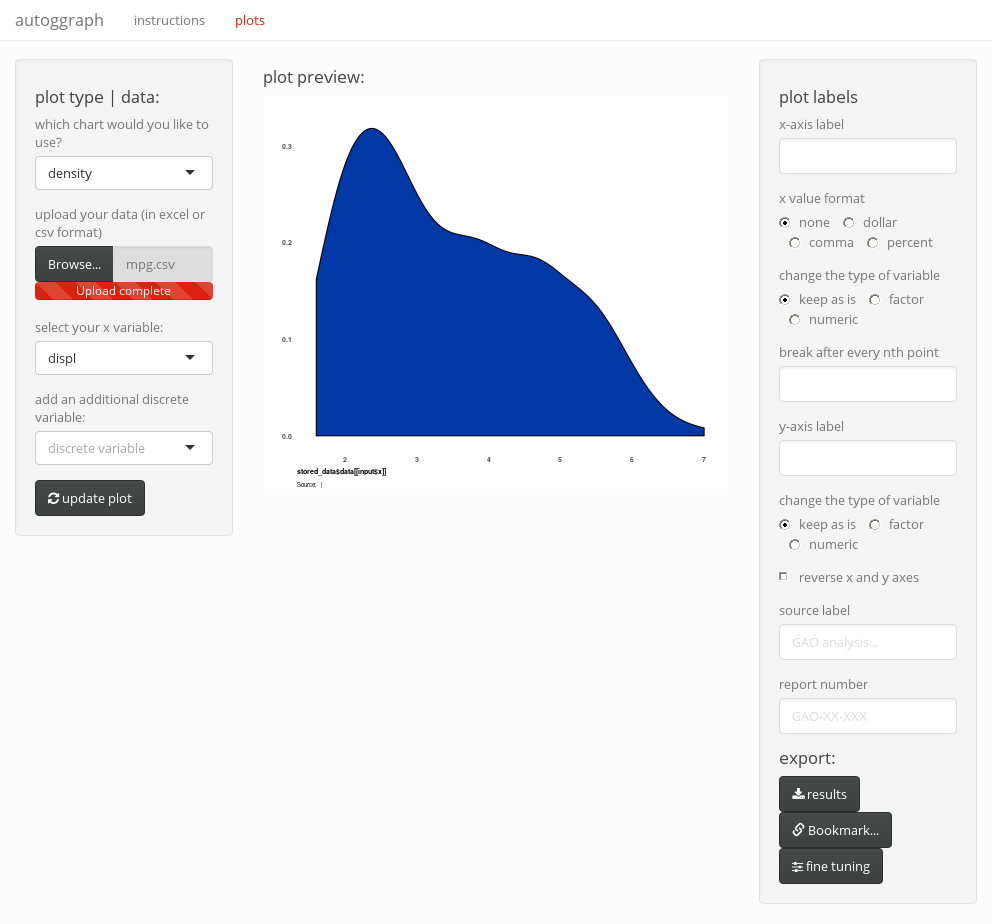 autoggraph instructions plots
plot type | data:
which chart would you like to
use?
density
upload your data (in excel or
csv format)
Browse... mpg.csv
Upload complete
select your x variable:
displ
add an additional discrete
variable:
discrete variable
update plot
plot preview:
0.3
0.2
0.1
0.0
2 3 4 5 6 7
stored_data$data[[input$x]]
Source: |
plot labels
x-axis label
x value format
none dollar
comma percent
change the type of variable
keep as is factor
numeric
break after every nth point
y-axis label
change the type of variable
keep as is factor
numeric
reverse x and y axes
source label
GAO analysis...
report number
GAO-XX-XXX
export:
results
Bookmark...
fine tuning